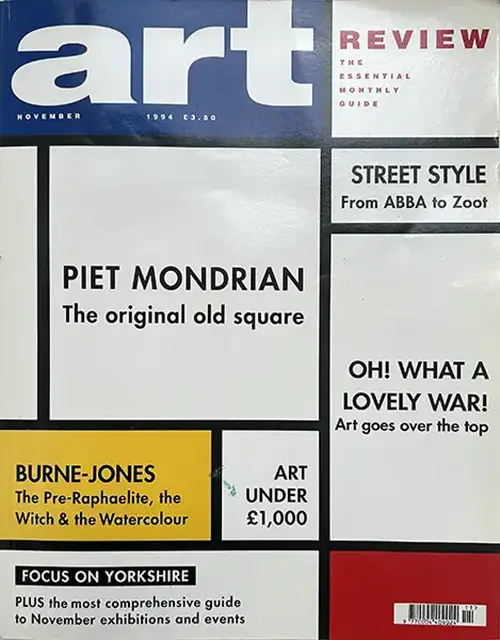 art
REVIEW
THE
ESSENTIAL
MONTHLY
GUIDE
NOVEMBER 1994 £3.50
STREET STYLE
From ABBA to Zoot
PIET MONDRIAN
The original old square
OH! WHAT A
LOVELY WAR!
Art goes over the top
BURNE-JONES
The Pre-Raphaelite, the
Witch & the Watercolour
ART
UNDER
£1,000
FOCUS ON YORKSHIRE
PLUS the most comprehensive guide
to November exhibitions and events